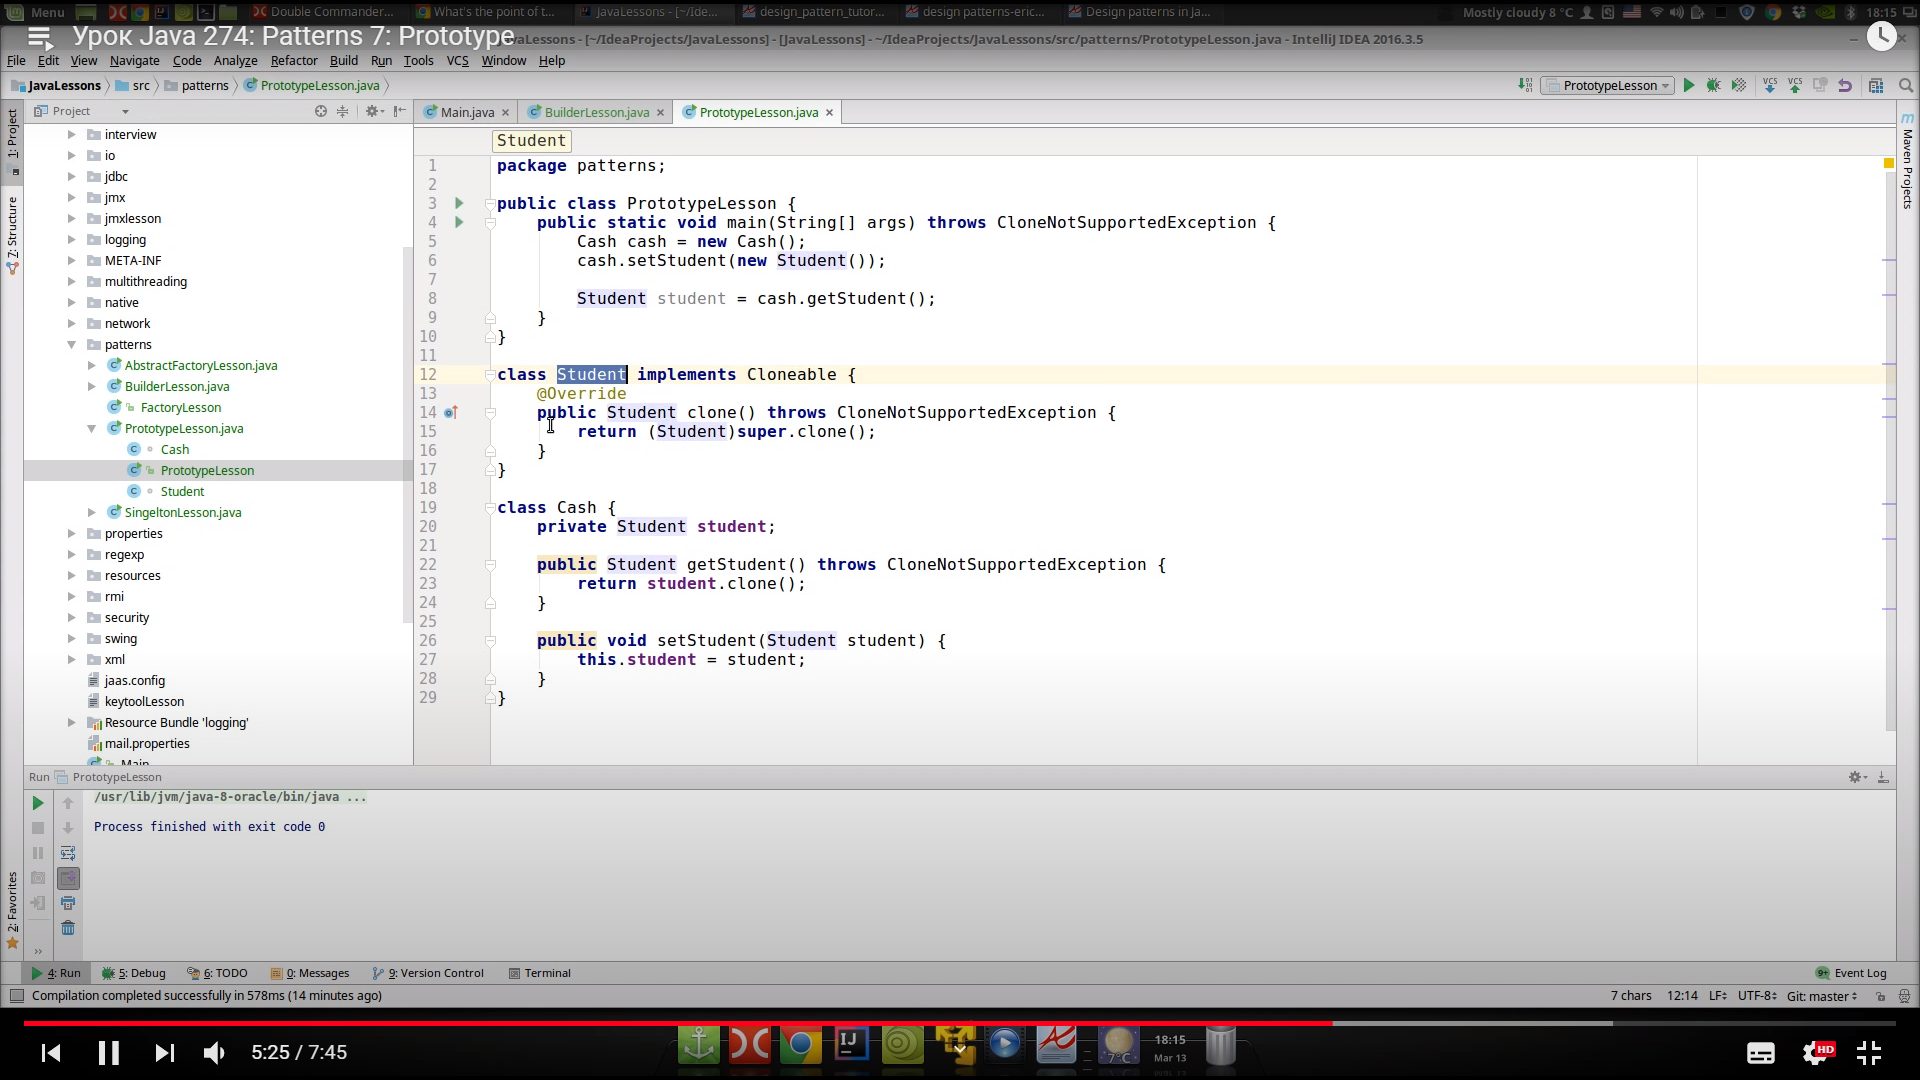 Menu
Double Commander...
What's the point of t...
JavaLessons - [~/Ide...
design_pattern_tutor...
design patterns-eric...
Design patterns in Ja...
Mostly cloudy 8 °C
18:15
Урок Java 274: Patterns 7: Prototype
JavaLessons - [~/IdeaProjects/JavaLessons] - [JavaLessons] - ~/IdeaProjects/JavaLessons/src/patterns/PrototypeLesson.java - IntelliJ IDEA 2016.3.5
File Edit View Navigate Code Analyze Refactor Build Run Tools VCS Window Help
JavaLessons src patterns PrototypeLesson.java
PrototypeLesson
VCS VCS
Project
Main.java BuilderLesson.java PrototypeLesson.java
1: Project
7: Structure
2: Favorites
Maven Projects
interview
io
jdbc
jmx
jmxlesson
logging
META-INF
multithreading
native
network
patterns
AbstractFactoryLesson.java
BuilderLesson.java
FactoryLesson
PrototypeLesson.java
Cash
PrototypeLesson
Student
SingeltonLesson.java
properties
regexp
resources
rmi
security
swing
xml
jaas.config
keytoolLesson
Resource Bundle 'logging'
mail.properties
Main
Student
1 package patterns;
2
3 public class PrototypeLesson {
4 public static void main(String[] args) throws CloneNotSupportedException {
5 Cash cash = new Cash();
6 cash.setStudent(new Student());
7
8 Student student = cash.getStudent();
9 }
10 }
11
12 class Student implements Cloneable {
13 @Override
14 public Student clone() throws CloneNotSupportedException {
15 return (Student)super.clone();
16 }
17 }
18
19 class Cash {
20 private Student student;
21
22 public Student getStudent() throws CloneNotSupportedException {
23 return student.clone();
24 }
25
26 public void setStudent(Student student) {
27 this.student = student;
28 }
29 }
Run PrototypeLesson
/usr/lib/jvm/java-8-oracle/bin/java ...
Process finished with exit code 0
4: Run 5: Debug 6: TODO 0: Messages 9: Version Control Terminal
Event Log
Compilation completed successfully in 578ms (14 minutes ago)
7 chars 12:14 LF÷ UTF-8÷ Git: master÷
5:25 / 7:45
IJ
7°C
18:15
Mar 13
HD